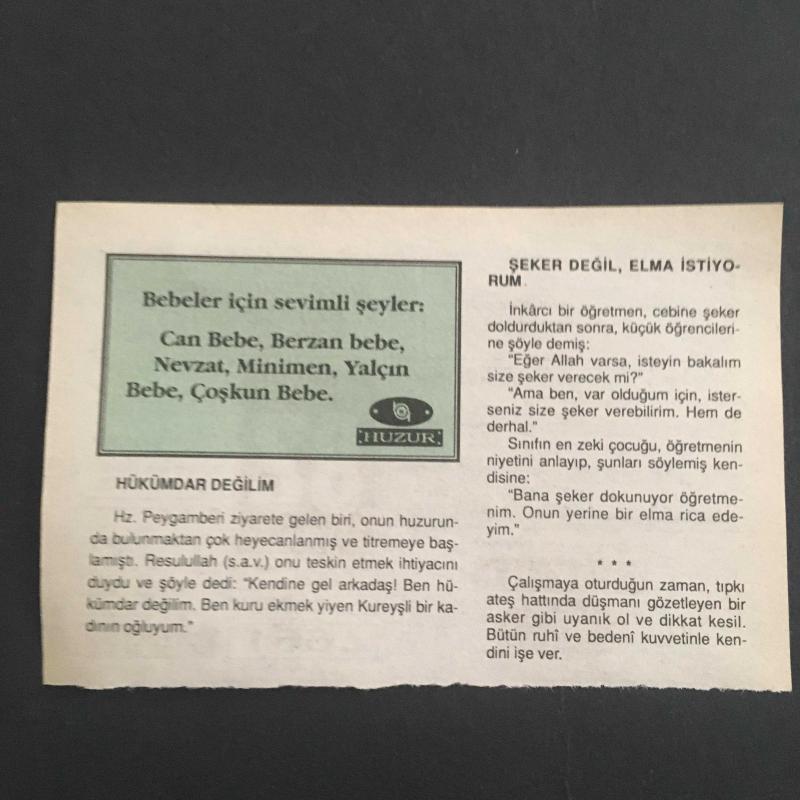 Bebeler için sevimli şeyler:
Can Bebe, Berzan bebe,
Nevzat, Minimen, Yalçın
Bebe, Çoşkun Bebe.
HUZUR
HÜKÜMDAR DEĞİLİM
Hz. Peygamberi ziyarete gelen biri, onun huzurun-
da bulunmaktan çok heyecanlanmış ve titremeye baş-
lamıştı. Resulullah (s.a.v.) onu teskin etmek ihtiyacını
duydu ve şöyle dedi: "Kendine gel arkadaş! Ben hü-
kümdar değilim. Ben kuru ekmek yiyen Kureyşli bir ka-
dının oğluyum."
ŞEKER DEĞİL, ELMA İSTİYO-
RUM
İnkârcı bir öğretmen, cebine şeker
doldurduktan sonra, küçük öğrencileri-
ne şöyle demiş:
"Eğer Allah varsa, isteyin bakalım
size şeker verecek mi?"
"Ama ben, var olduğum için, ister-
seniz size şeker verebilirim. Hem de
derhal."
Sınıfın en zeki çocuğu, öğretmenin
niyetini anlayıp, şunları söylemiş ken-
disine:
"Bana şeker dokunuyor öğretme-
nim. Onun yerine bir elma rica ede-
yim."
* * *
Çalışmaya oturduğun zaman, tıpkı
ateş hattında düşmanı gözetleyen bir
asker gibi uyanık ol ve dikkat kesil.
Bütün ruhî ve bedenî kuvvetinle ken-
dini işe ver.